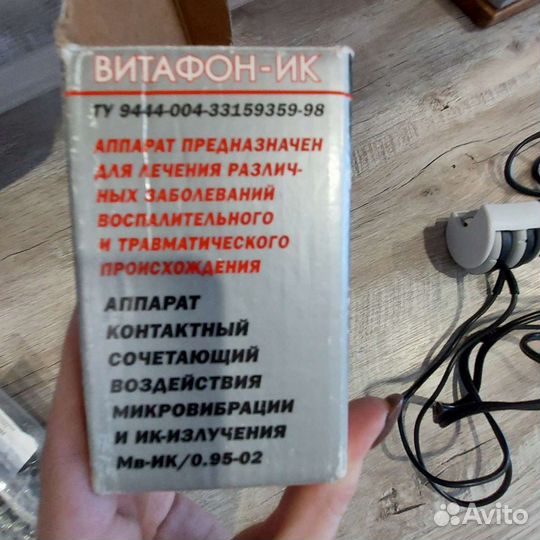 ВИТАФОН-ИК
ТУ 9444-004-33159359-98
АППАРАТ ПРЕДНАЗНАЧЕН
ДЛЯ ЛЕЧЕНИЯ РАЗЛИЧ-
НЫХ ЗАБОЛЕВАНИЙ
ВОСПАЛИТЕЛЬНОГО
И ТРАВМАТИЧЕСКОГО
ПРОИСХОЖДЕНИЯ
АППАРАТ
КОНТАКТНЫЙ
СОЧЕТАЮЩИЙ
ВОЗДЕЙСТВИЯ
МИКРОВИБРАЦИИ
И ИК-ИЗЛУЧЕНИЯ
Мв-ИК/0.95-02
Avito